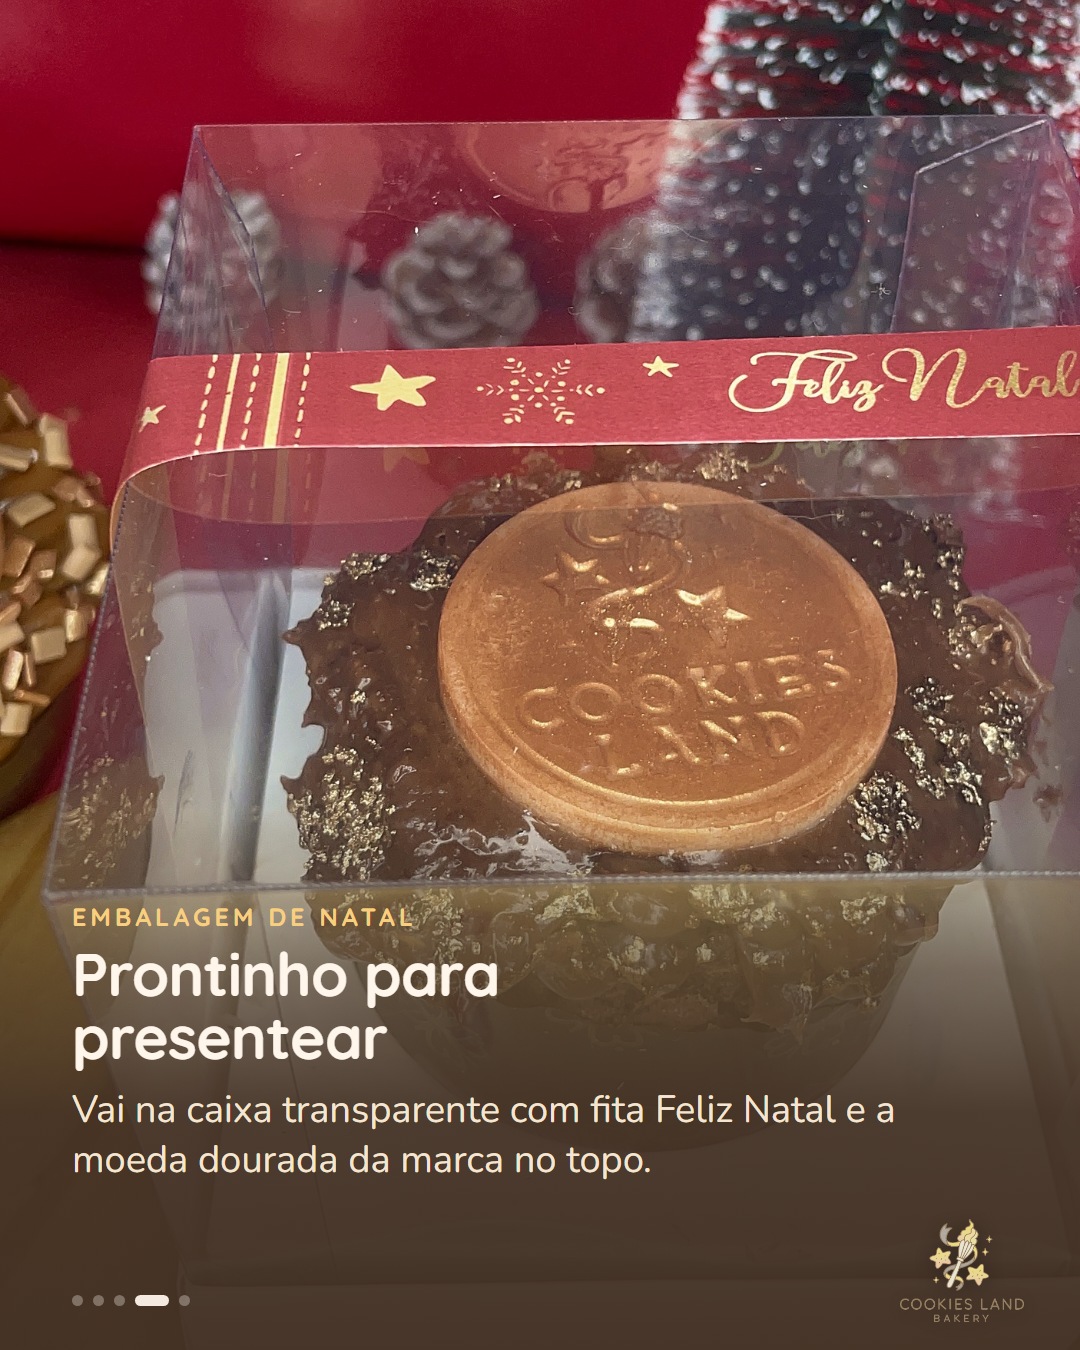 Feliz Natal
COOKIES
LAND
EMBALAGEM DE NATAL
Prontinho para
presentear
Vai na caixa transparente com fita Feliz Natal e a
moeda dourada da marca no topo.
COOKIES LAND
BAKERY